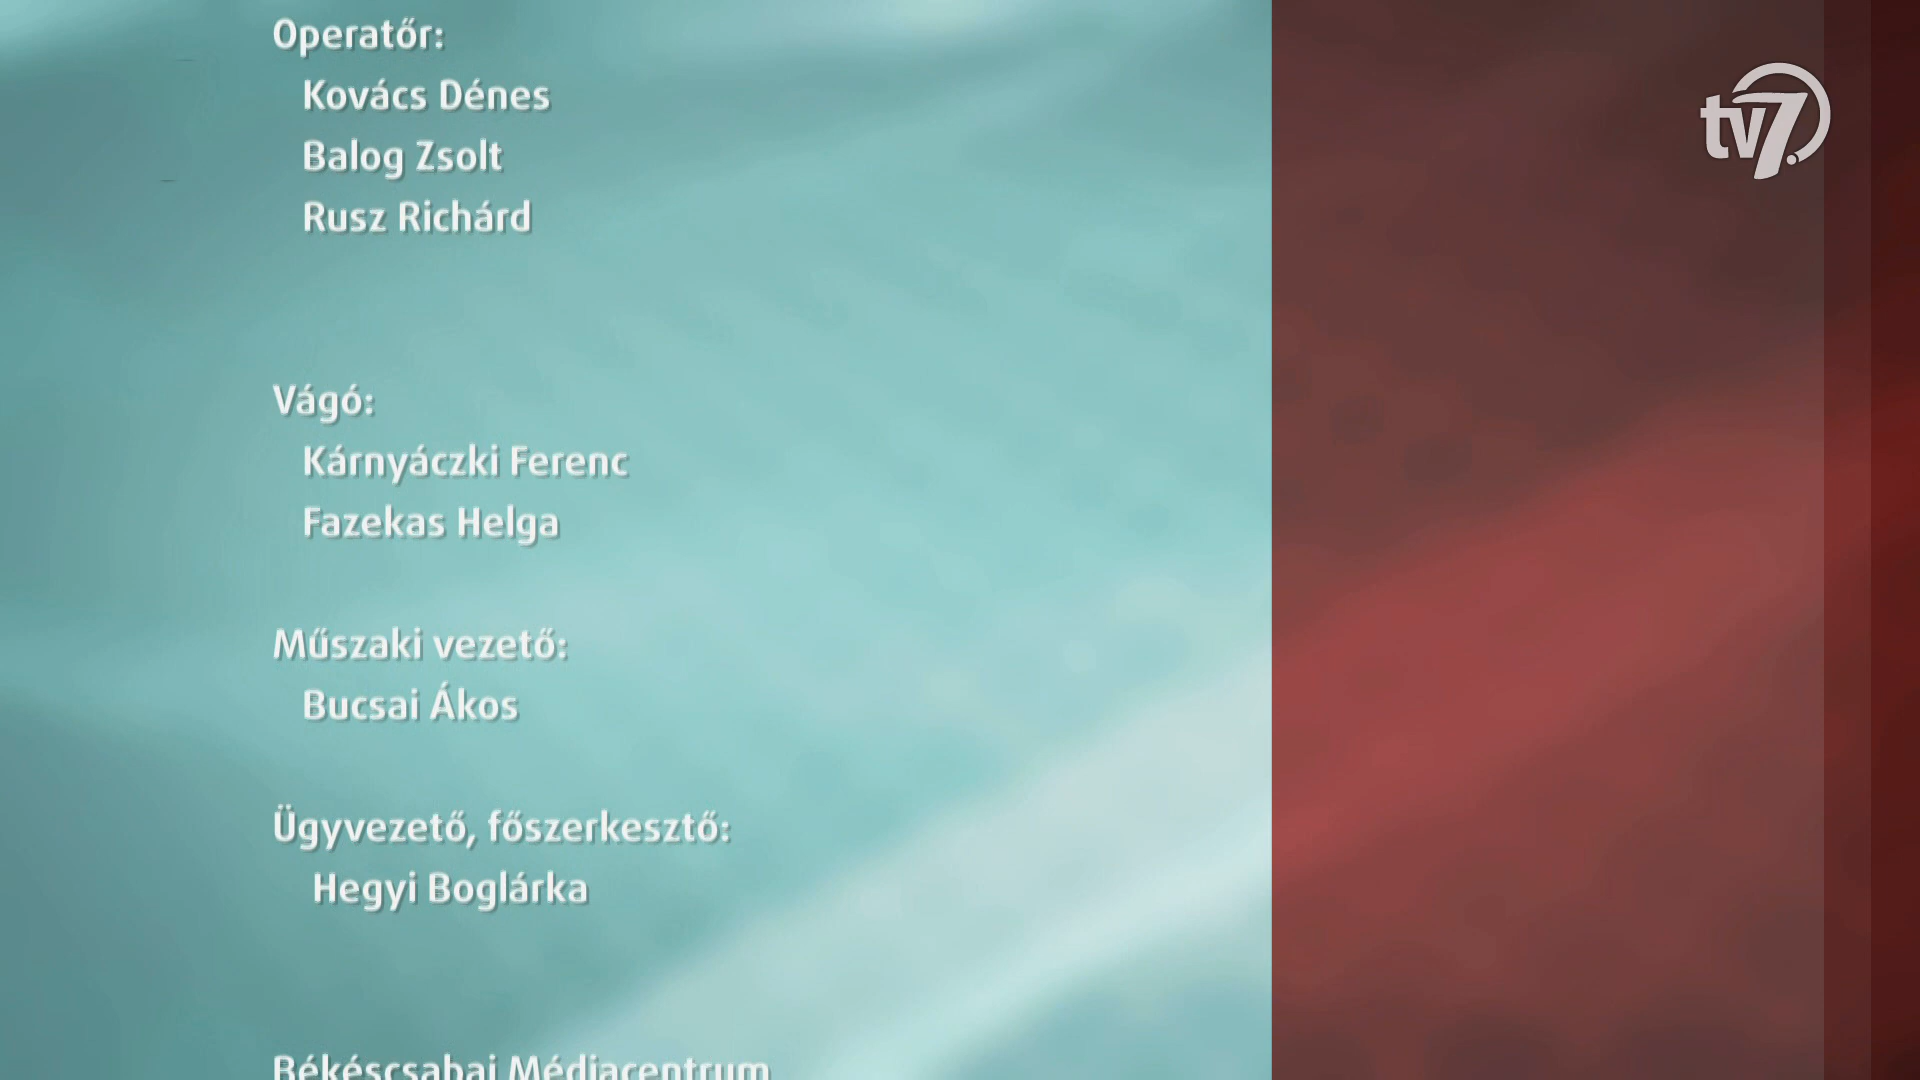 Operatőr:
Kovács Dénes
Balog Zsolt
Rusz Richárd
tv7.
Vágó:
Kárnyáczki Ferenc
Fazekas Helga
Műszaki vezető:
Bucsai Ákos
Ügyvezető, főszerkesztő:
Hegyi Boglárka
Békéscsabai Médiacentrum